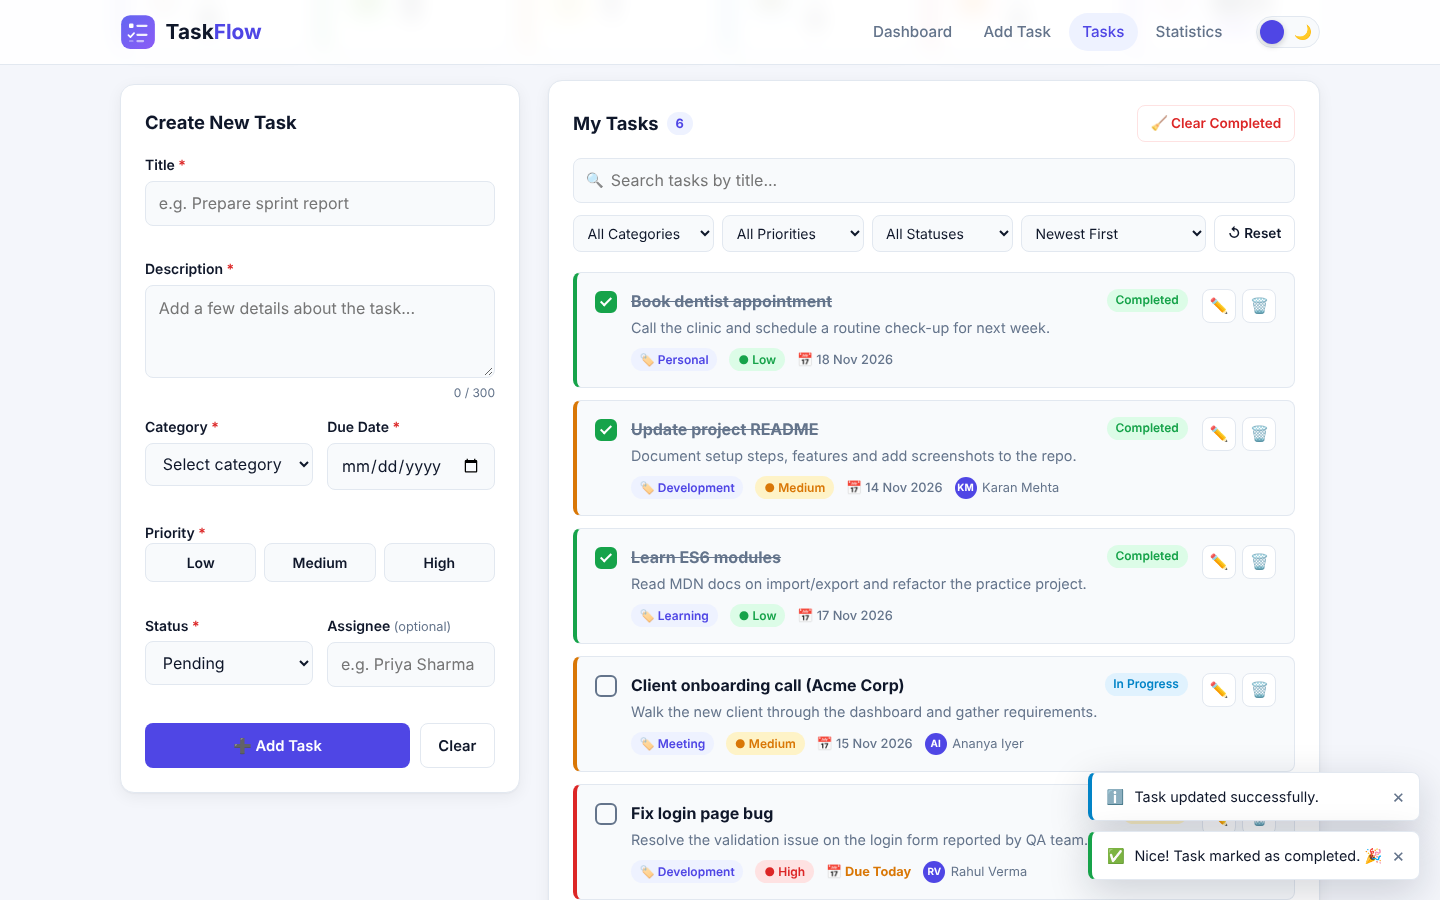 TaskFlow
Dashboard Add Task Tasks Statistics
Create New Task
Title *
e.g. Prepare sprint report
Description *
Add a few details about the task...
0 / 300
Category * Due Date *
Select category mm/dd/yyyy
Priority *
Low Medium High
Status * Assignee (optional)
Pending e.g. Priya Sharma
Add Task Clear
My Tasks 6
Clear Completed
Search tasks by title...
All Categories All Priorities All Statuses Newest First Reset
Book dentist appointment Completed
Call the clinic and schedule a routine check-up for next week.
Personal Low 18 Nov 2026
Update project README Completed
Document setup steps, features and add screenshots to the repo.
Development Medium 14 Nov 2026 KM Karan Mehta
Learn ES6 modules Completed
Read MDN docs on import/export and refactor the practice project.
Learning Low 17 Nov 2026
Client onboarding call (Acme Corp) In Progress
Walk the new client through the dashboard and gather requirements.
Meeting Medium 15 Nov 2026 AI Ananya Iyer
Fix login page bug
Resolve the validation issue on the login form reported by QA team.
Development High Due Today RV Rahul Verma
Task updated successfully. ×
Nice! Task marked as completed. 🎉 ×